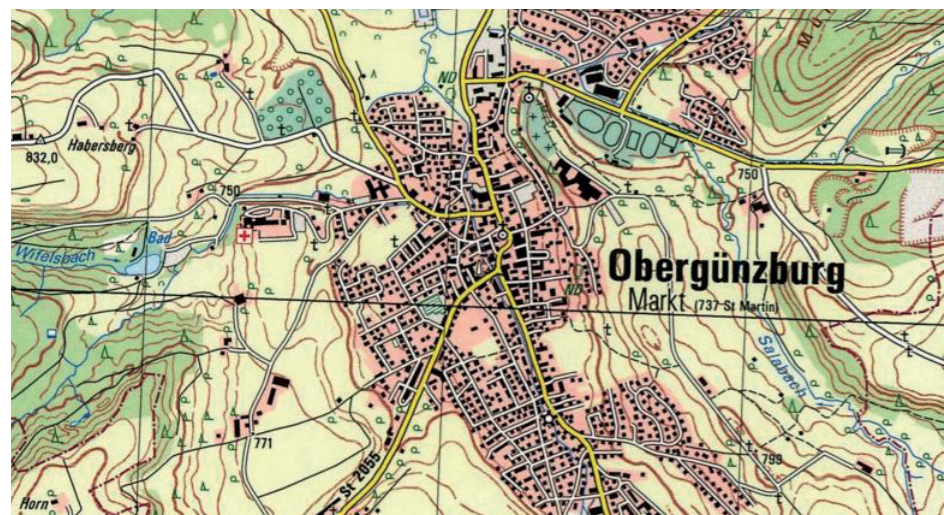 ND
Habersberg
832,0
750
750
Bad
Wifelsbach
Obergünzburg
Markt (737 St Martin)
ND
Salabach
St 2055
771
799
Horn